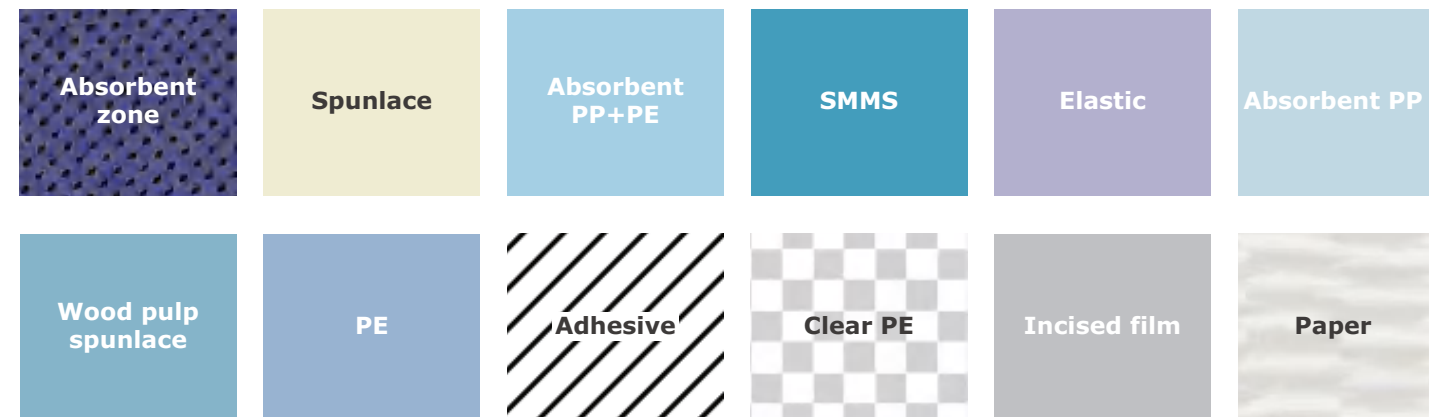 Absorbent
zone
Spunlace
Absorbent
PP+PE
SMMS
Elastic
Absorbent PP
Wood pulp
spunlace
PE
Adhesive
Clear PE
Incised film
Paper